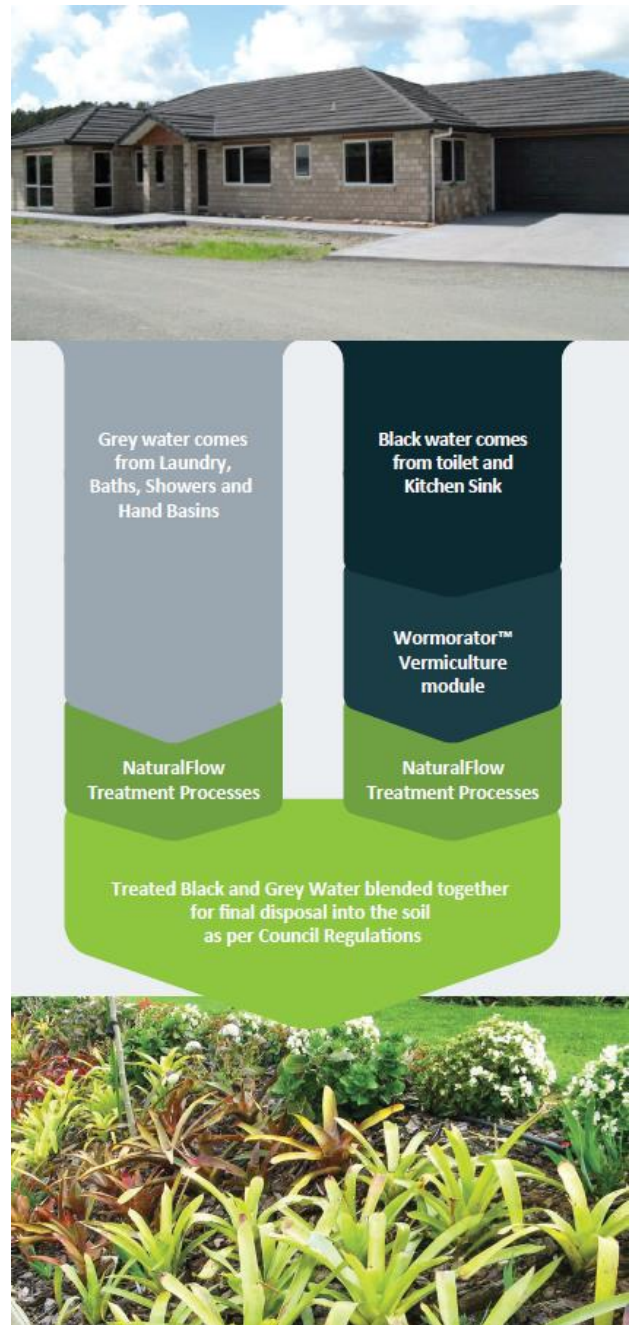 Grey water comes
from Laundry,
Baths, Showers and
Hand Basins
Black water comes
from toilet and
Kitchen Sink
Wormorator™
Vermiculture
module
NaturalFlow
Treatment Processes
NaturalFlow
Treatment Processes
Treated Black and Grey Water blended together
for final disposal into the soil
as per Council Regulations